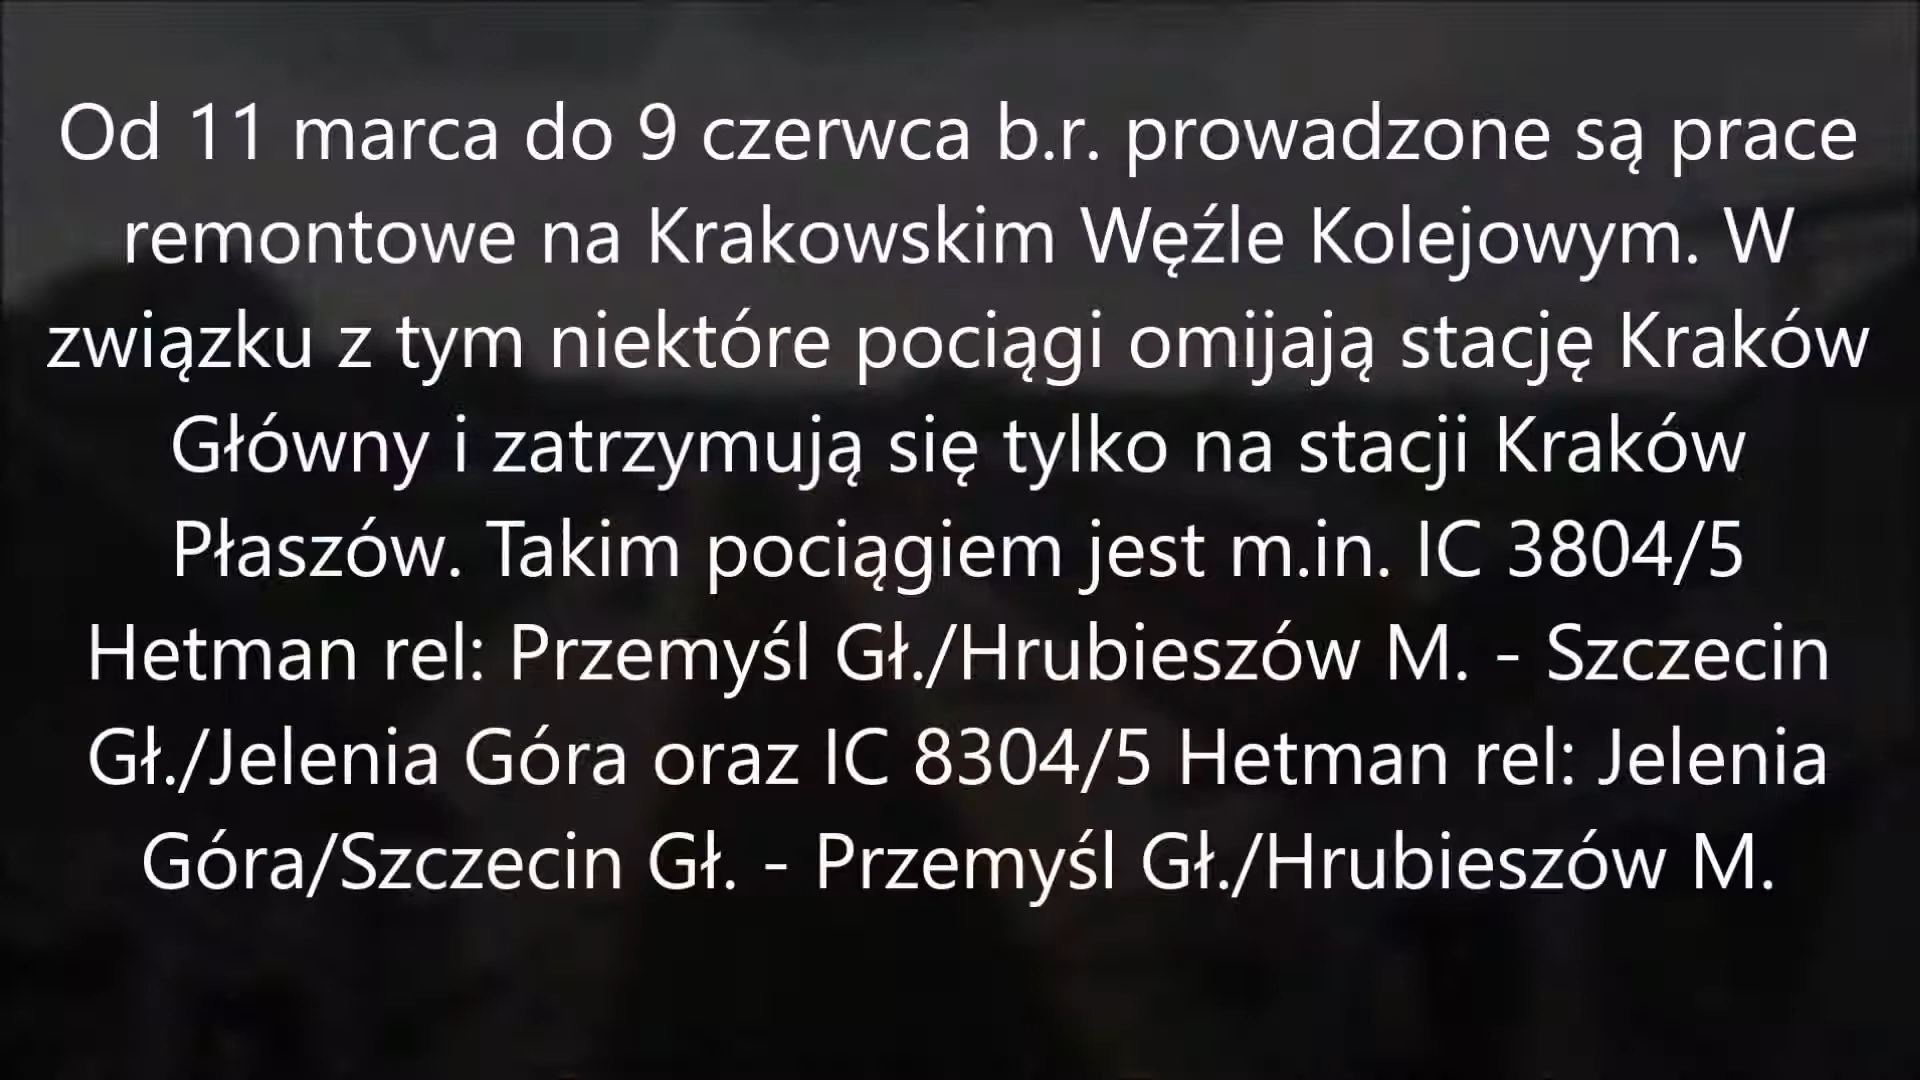 Od 11 marca do 9 czerwca b.r. prowadzone są prace
remontowe na Krakowskim Węźle Kolejowym. W
związku z tym niektóre pociągi omijają stację Kraków
Główny i zatrzymują się tylko na stacji Kraków
Płaszów. Takim pociągiem jest m.in. IC 3804/5
Hetman rel: Przemyśl Gł./Hrubieszów M. - Szczecin
Gł./Jelenia Góra oraz IC 8304/5 Hetman rel: Jelenia
Góra/Szczecin Gł. - Przemyśl Gł./Hrubieszów M.